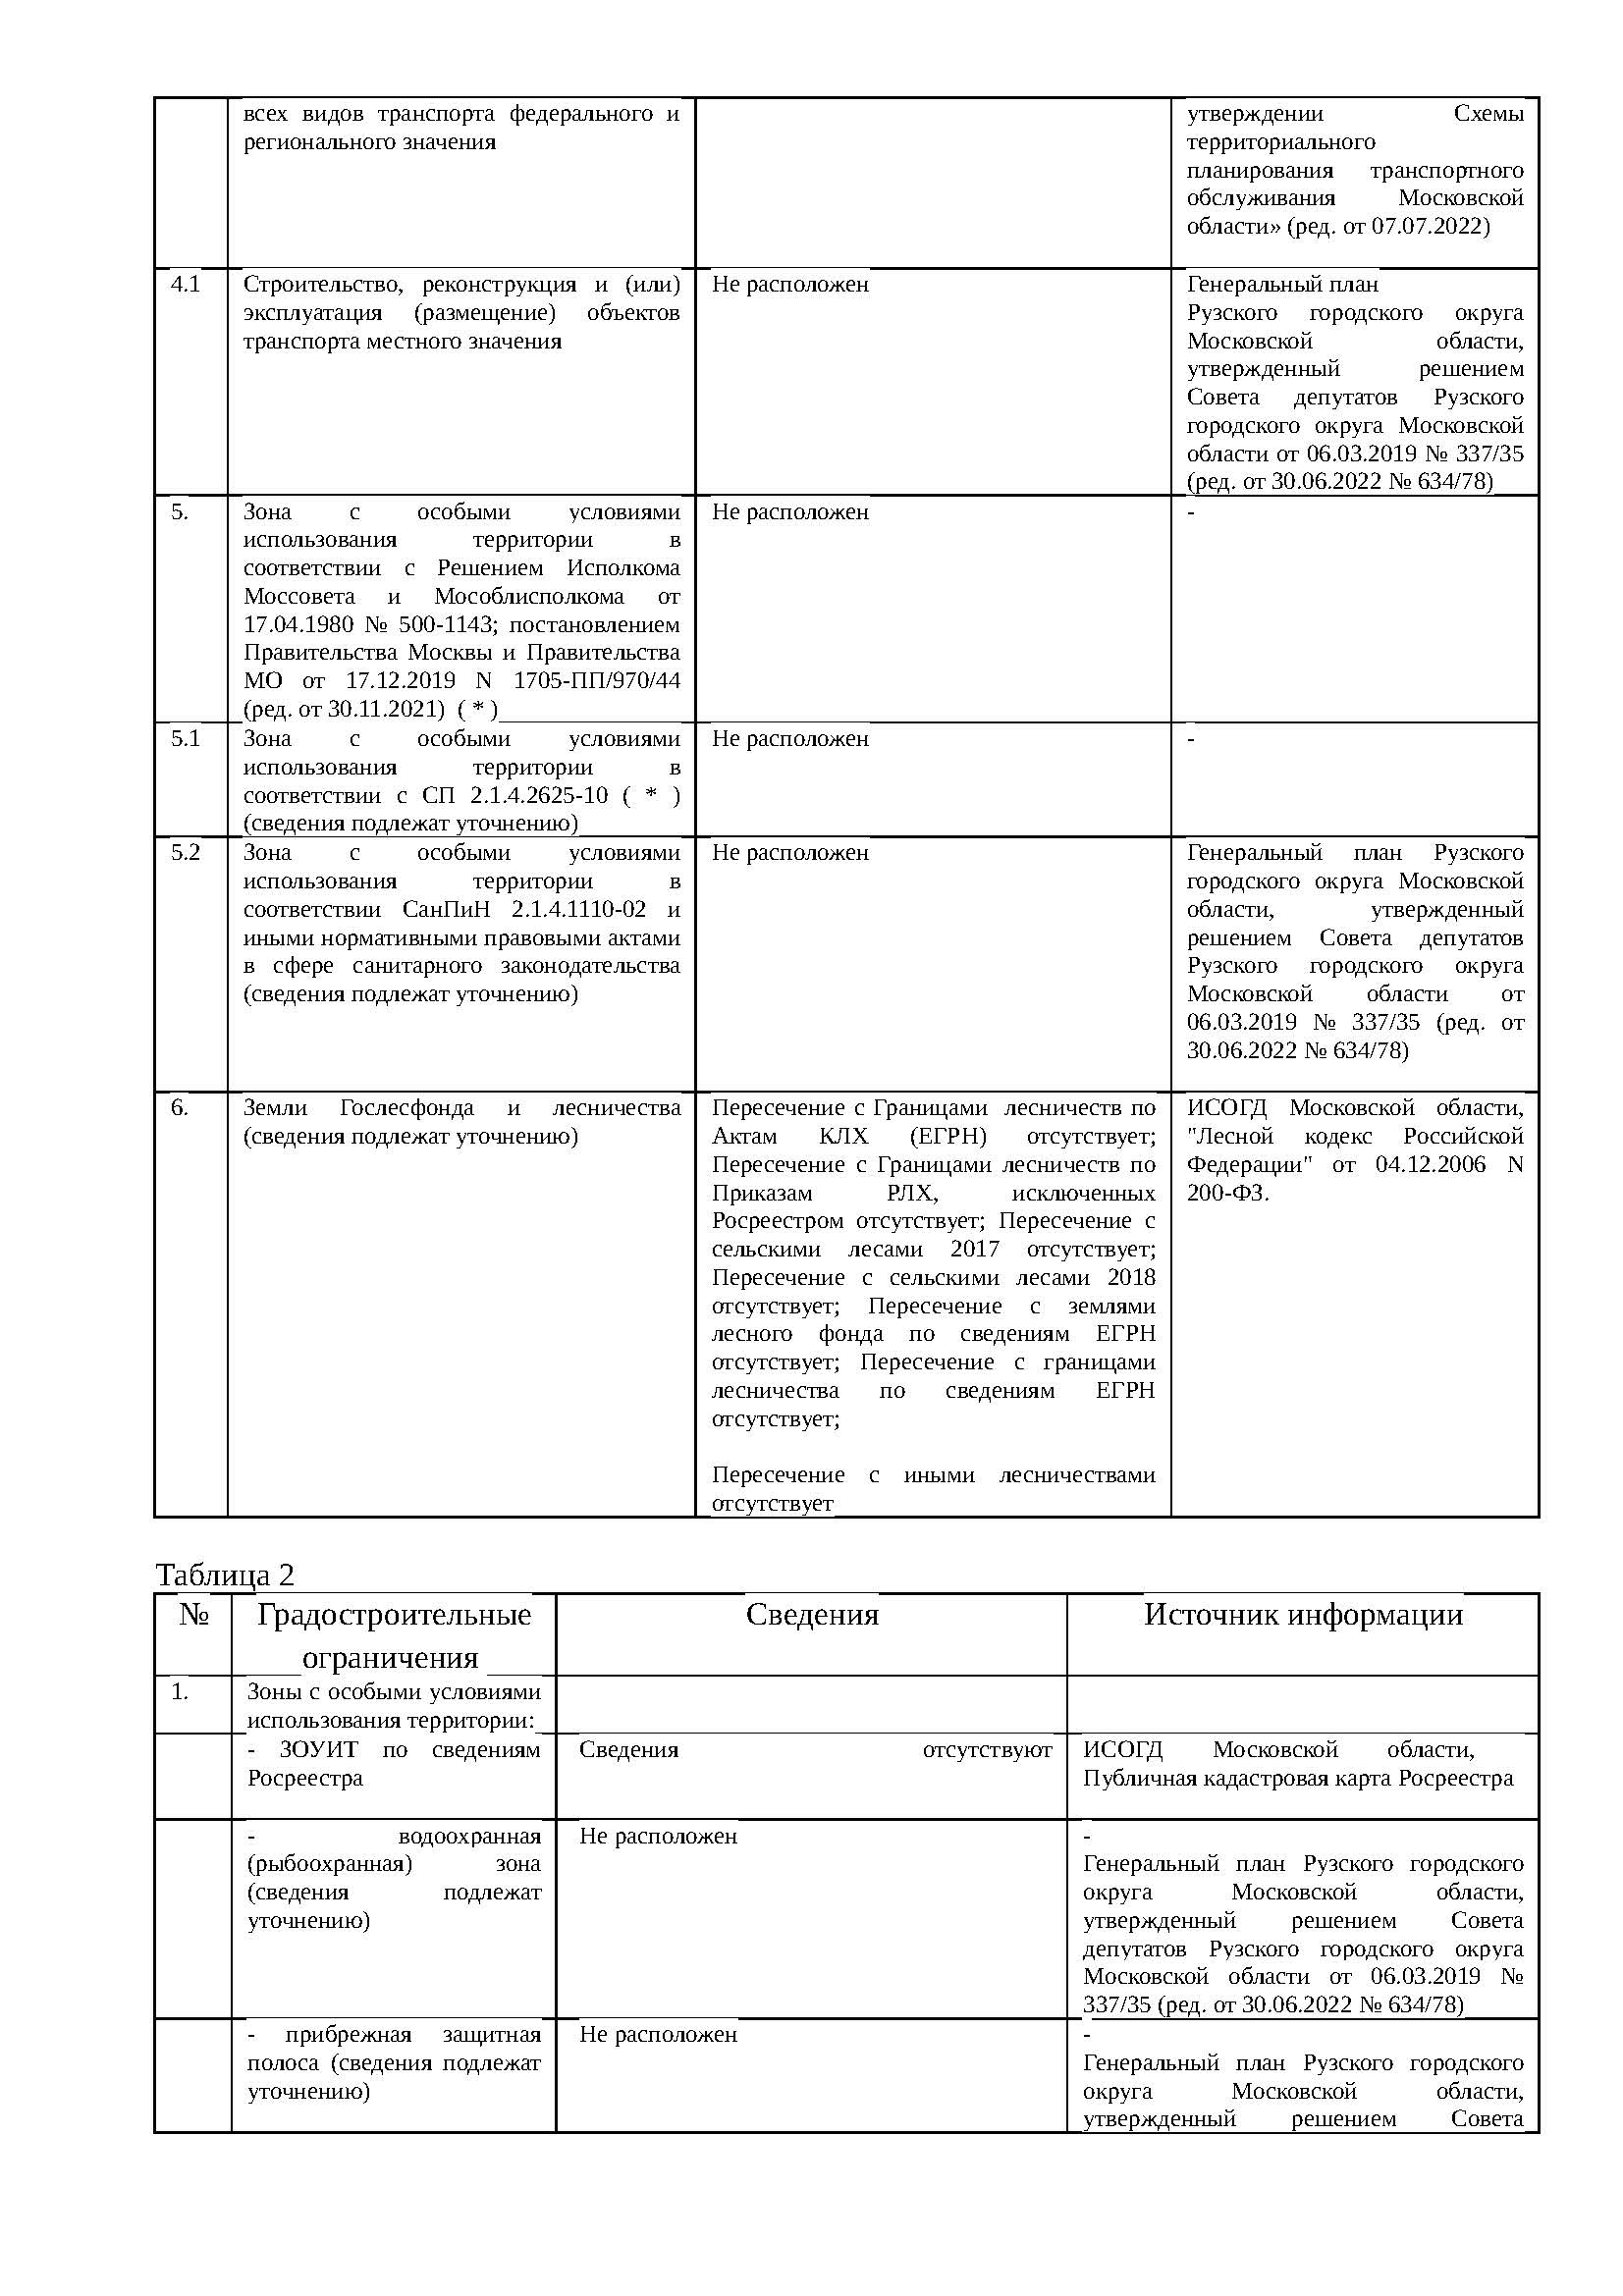 всех видов транспорта федерального и
регионального значения
утверждении Схемы
территориального
планирования транспортного
обслуживания Московской
области» (ред. от 07.07.2022)
4.1
Строительство, реконструкция и (или)
эксплуатация (размещение) объектов
транспорта местного значения
Не расположен
Генеральный план
Рузского городского округа
Московской области,
утвержденный решением
Совета депутатов Рузского
городского округа Московской
области от 06.03.2019 № 337/35
(ред. от 30.06.2022 № 634/78)
5.
Зона с особыми условиями
использования территории в
соответствии с Решением Исполкома
Моссовета и Мособлисполкома от
17.04.1980 № 500-1143; постановлением
Правительства Москвы и Правительства
МО от 17.12.2019 N 1705-ПП/970/44
(ред. от 30.11.2021) ( * )
Не расположен
-
5.1
Зона с особыми условиями
использования территории в
соответствии с СП 2.1.4.2625-10 ( * )
(сведения подлежат уточнению)
Не расположен
-
5.2
Зона с особыми условиями
использования территории в
соответствии СанПиН 2.1.4.1110-02 и
иными нормативными правовыми актами
в сфере санитарного законодательства
(сведения подлежат уточнению)
Не расположен
Генеральный план Рузского
городского округа Московской
области, утвержденный
решением Совета депутатов
Рузского городского округа
Московской области от
06.03.2019 № 337/35 (ред. от
30.06.2022 № 634/78)
6.
Земли Гослесфонда и лесничества
(сведения подлежат уточнению)
Пересечение с Границами лесничеств по
Актам КЛХ (ЕГРН) отсутствует;
Пересечение с Границами лесничеств по
Приказам РЛХ, исключенных
Росреестром отсутствует; Пересечение с
сельскими лесами 2017 отсутствует;
Пересечение с сельскими лесами 2018
отсутствует; Пересечение с землями
лесного фонда по сведениям ЕГРН
отсутствует; Пересечение с границами
лесничества по сведениям ЕГРН
отсутствует;
Пересечение с иными лесничествами
отсутствует
ИСОГД Московской области,
"Лесной кодекс Российской
Федерации" от 04.12.2006 N
200-ФЗ.
Таблица 2
№
Градостроительные
ограничения
Сведения
Источник информации
1.
Зоны с особыми условиями
использования территории:
- ЗОУИТ по сведениям
Росреестра
Сведения отсутствуют
ИСОГД Московской области,
Публичная кадастровая карта Росреестра
- водоохранная
(рыбоохранная) зона
(сведения подлежат
уточнению)
Не расположен
-
Генеральный план Рузского городского
округа Московской области,
утвержденный решением Совета
депутатов Рузского городского округа
Московской области от 06.03.2019 №
337/35 (ред. от 30.06.2022 № 634/78)
- прибрежная защитная
полоса (сведения подлежат
уточнению)
Не расположен
-
Генеральный план Рузского городского
округа Московской области,
утвержденный решением Совета